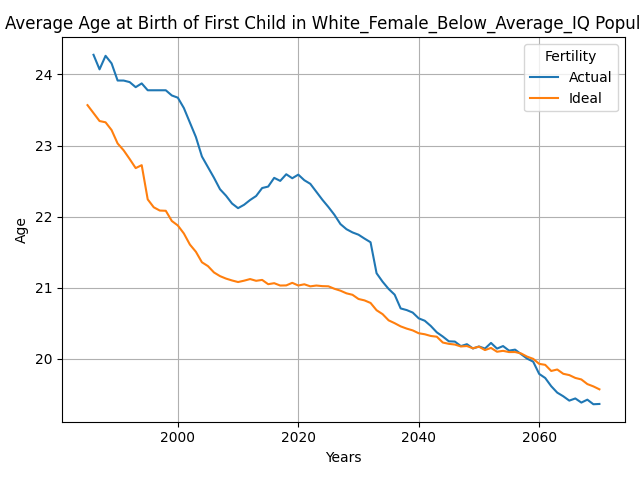 Average Age at Birth of First Child in White_Female_Below_Average_IQ Popul
Fertility
Actual
Ideal
24
23
22
21
20
Age
2000
2020
2040
2060
Years